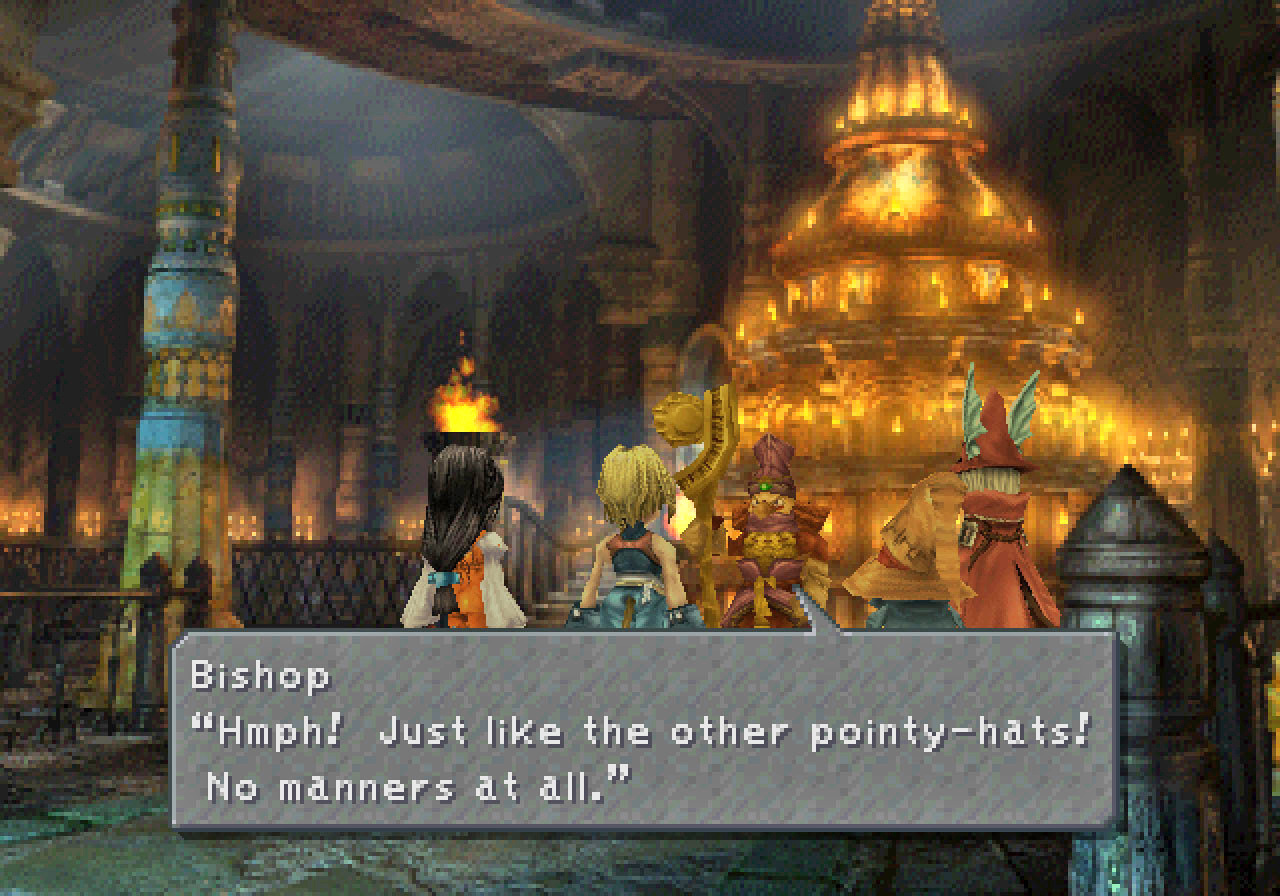 Bishop
“Hmph! Just like the other pointy-hats!
No manners at all.”